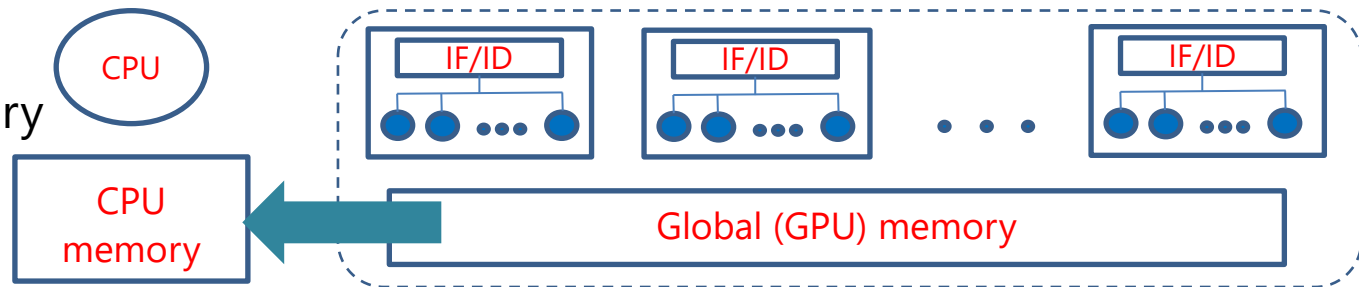 CPU
ry
CPU
memory
IF/ID
IF/ID
IF/ID
Global (GPU) memory